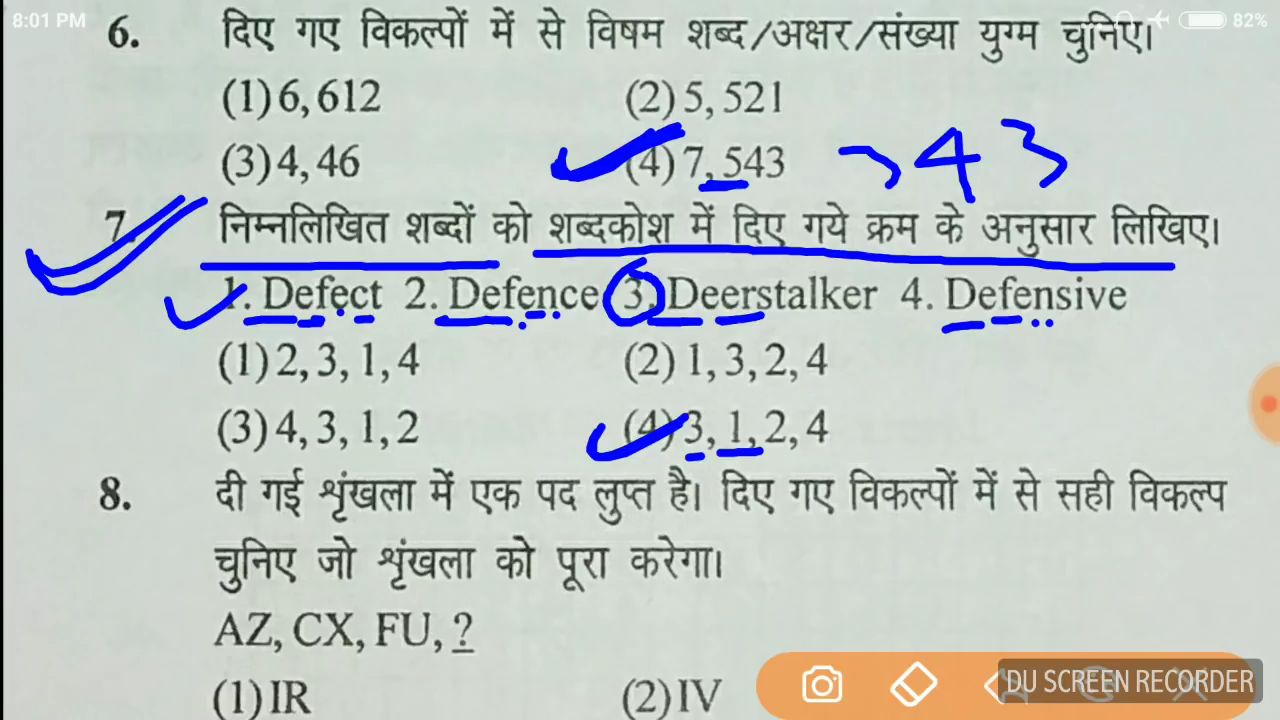 8:01 PM 82%
6. दिए गए विकल्पों में से विषम शब्द/अक्षर/संख्या युग्म चुनिए।
(1) 6, 612 (2) 5, 521
(3) 4, 46 (4) 7, 543 343
7. निम्नलिखित शब्दों को शब्दकोश में दिए गये क्रम के अनुसार लिखिए।
1. Defect 2. Defence 3. Deerstalker 4. Defensive
(1) 2, 3, 1, 4 (2) 1, 3, 2, 4
(3) 4, 3, 1, 2 (4) 3, 1, 2, 4
8. दी गई शृंखला में एक पद लुप्त है। दिए गए विकल्पों में से सही विकल्प
चुनिए जो शृंखला को पूरा करेगा।
AZ, CX, FU, ?
(1) IR (2) IV
DU SCREEN RECORDER